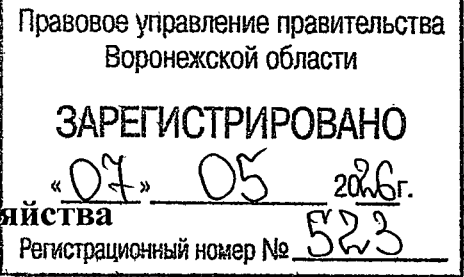 Правовое управление правительства
Воронежской области
ЗАРЕГИСТРИРОВАНО
«07» 05 2026г.
яйства
Регистрационный номер № 523